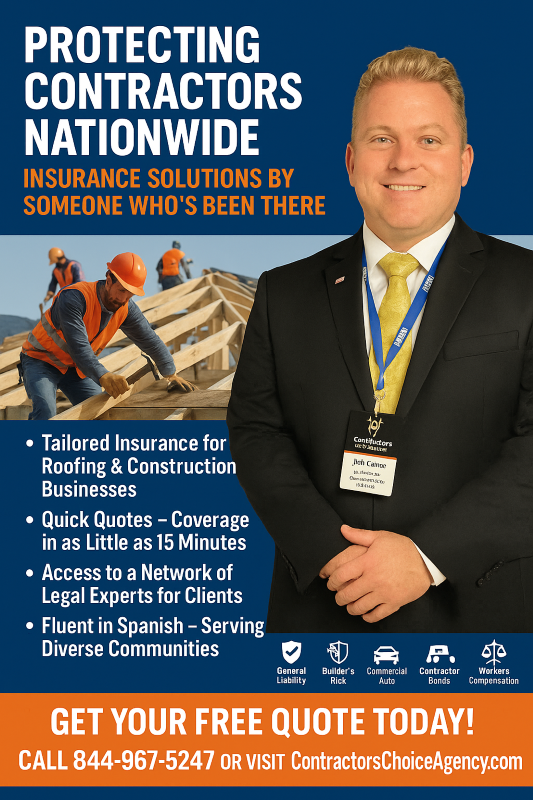 PROTECTING
CONTRACTORS
NATIONWIDE
INSURANCE SOLUTIONS BY
SOMEONE WHO'S BEEN THERE
• Tailored Insurance for
Roofing & Construction
Businesses
• Quick Quotes – Coverage
in as Little as 15 Minutes
• Access to a Network of
Legal Experts for Clients
• Fluent in Spanish – Serving
Diverse Communities
General
Liability
Builder's
Rick
Commercial
Auto
Contractor
Bonds
Workers
Compensation
GET YOUR FREE QUOTE TODAY!
CALL 844-967-5247 OR VISIT ContractorsChoiceAgency.com